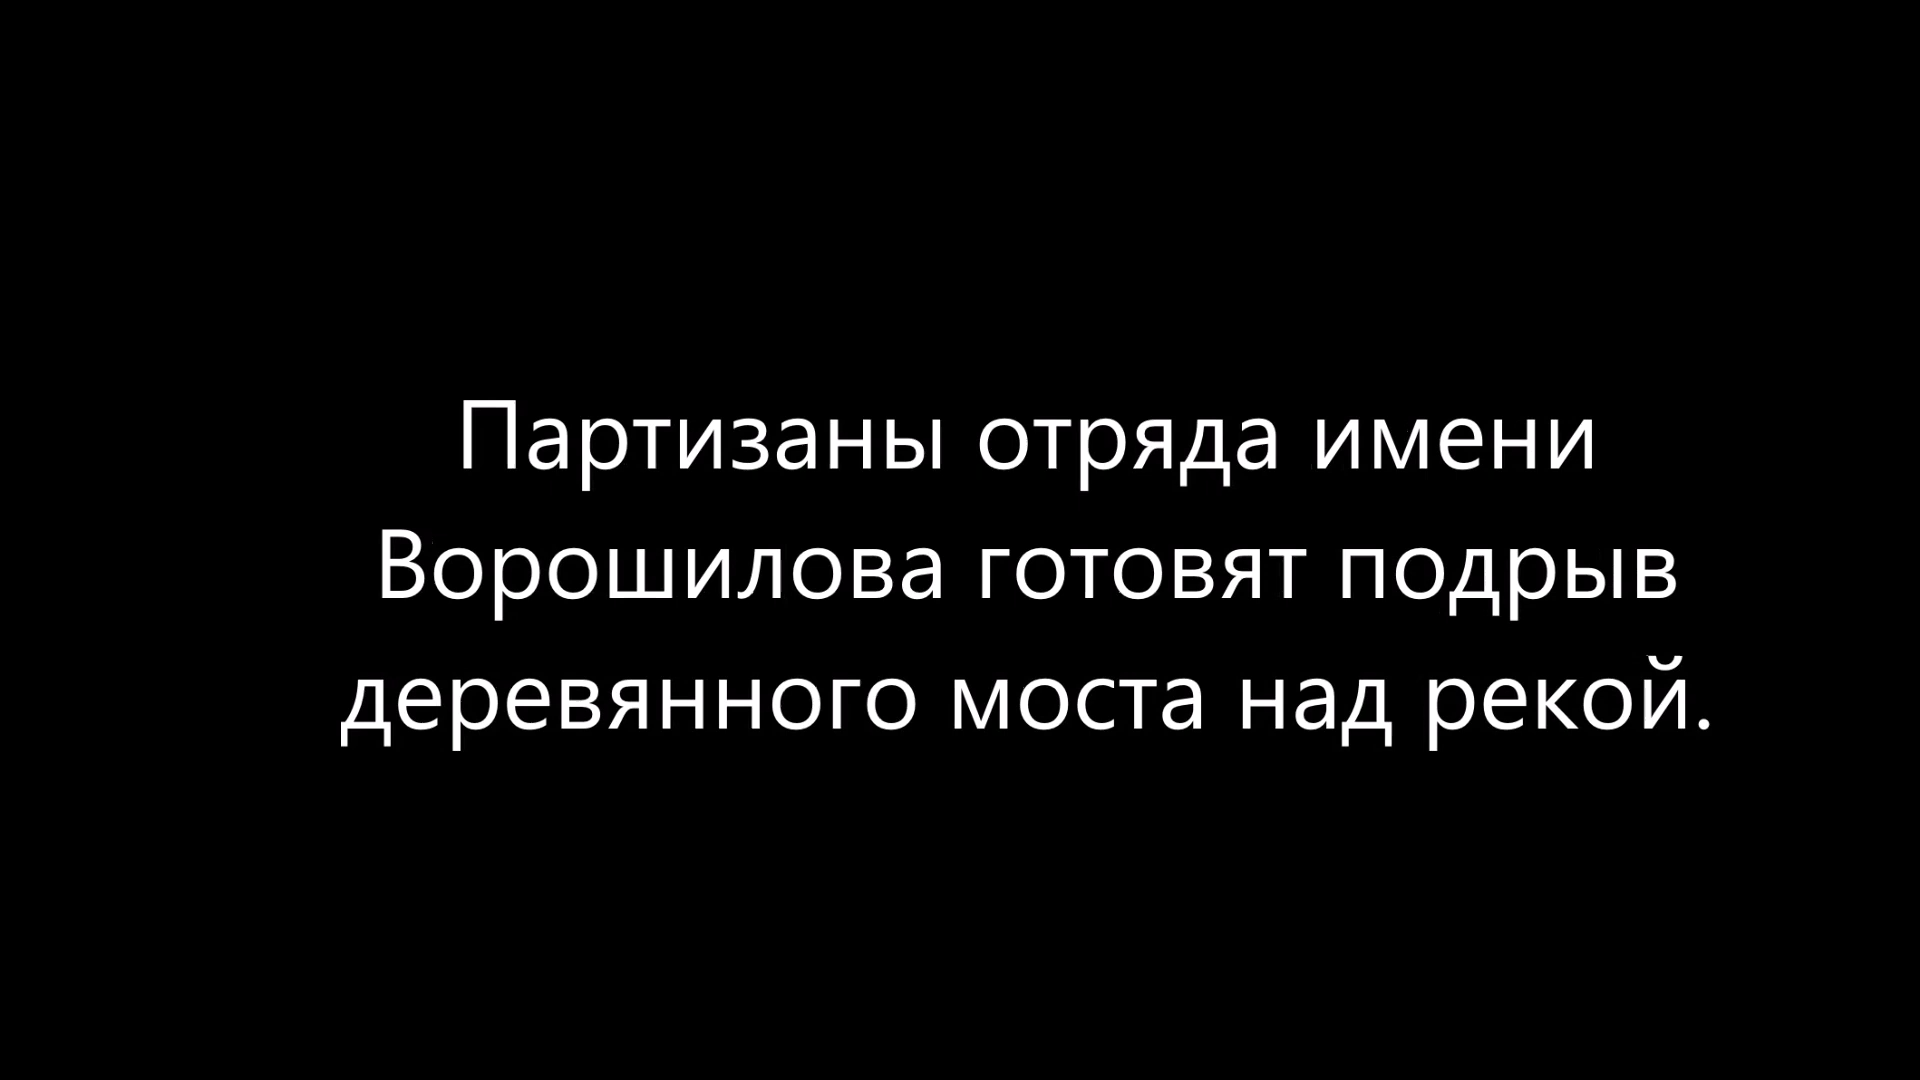 Партизаны отряда имени
Ворошилова готовят подрыв
деревянного моста над рекой.